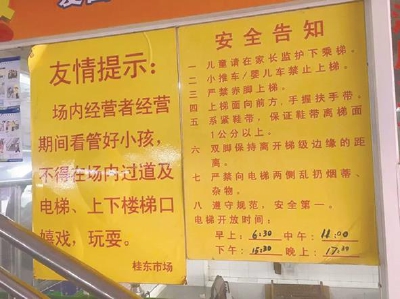 友情提示：
场内经营者经营
期间看管好小孩，
不得在场内过道及
电梯、上下楼梯口
嬉戏，玩耍。
桂东市场
安全告知
一 儿童请在家长监护下乘梯。
二 小推车/婴儿车禁止上梯。
三 严禁赤脚上梯。
四 上梯面向前方，手握扶手带。
五 系紧鞋带，保证鞋带离梯面
1公分以上。
六 双脚保持离开梯级边缘的距
离。
七 严禁向电梯两侧乱扔烟蒂、
杂物。
八 遵守规范，安全第一。
电梯开放时间：
早上：6:30 中午：11:00
下午：15:30 晚上：17:30